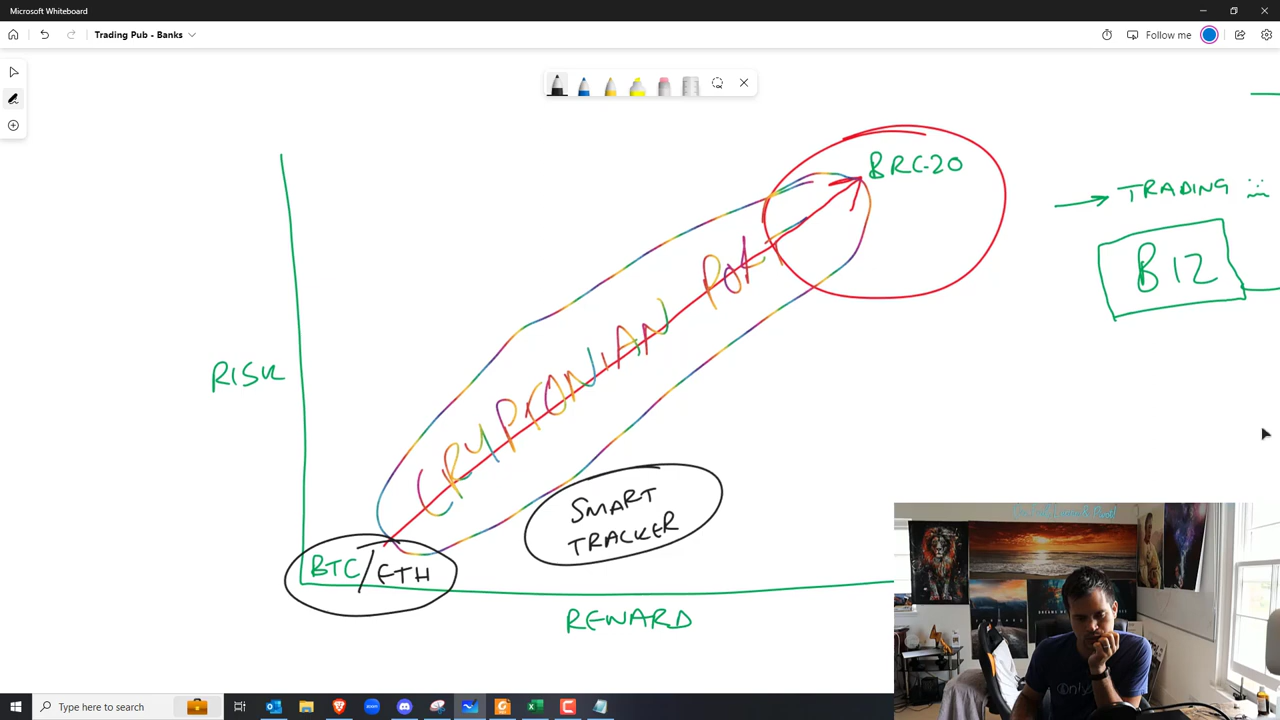 Microsoft Whiteboard
Trading Pub - Banks
Follow me
BRC-20
TRADING
B12
CRYPTONIAN
RISK
SMART
TRACKER
BTC/ETH
REWARD
Type here to search